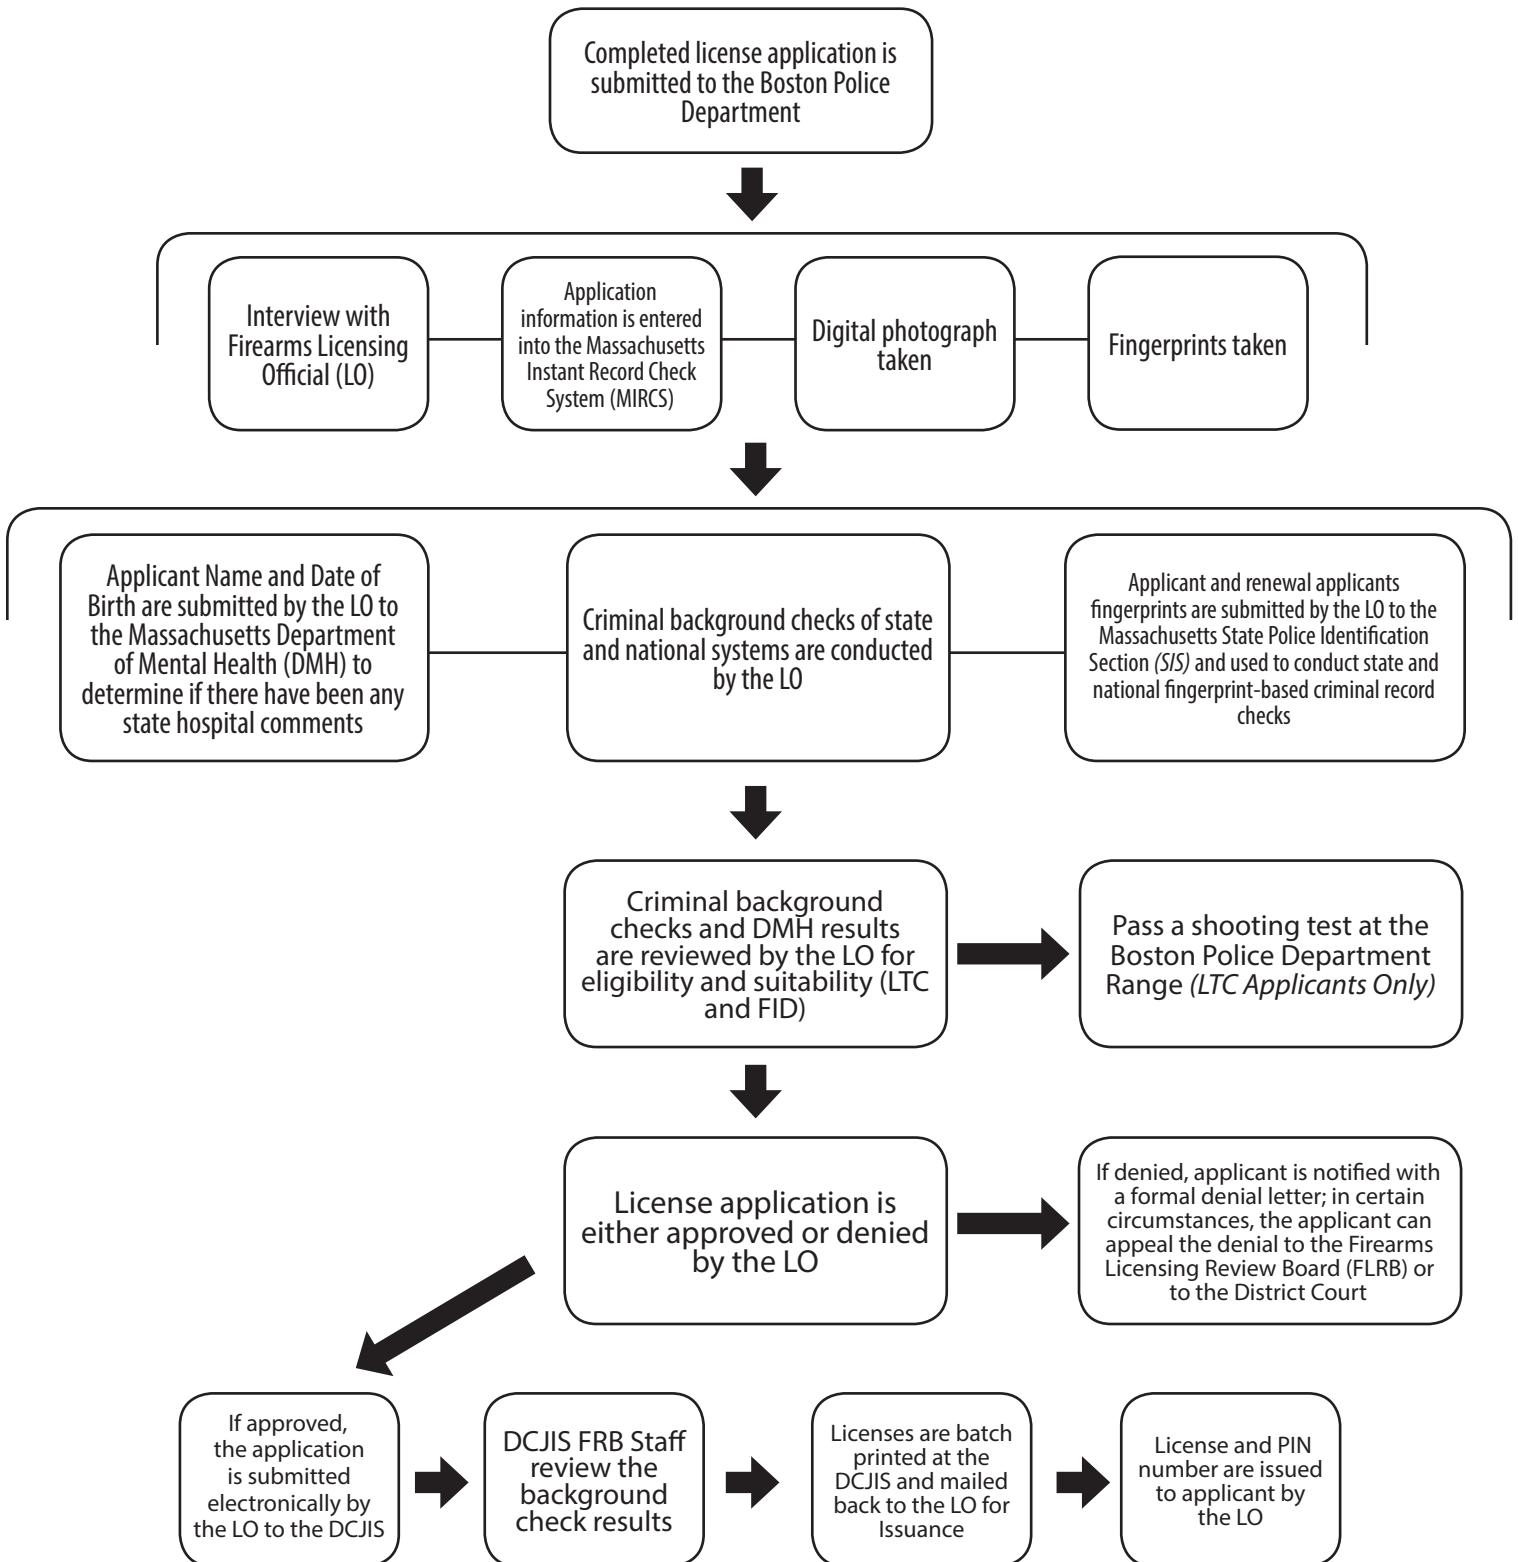 Completed license application is
submitted to the Boston Police
Department
Interview with
Firearms Licensing
Official (LO)
Application
information is entered
into the Massachusetts
Instant Record Check
System (MIRCS)
Digital photograph
taken
Fingerprints taken
Applicant Name and Date of
Birth are submitted by the LO to
the Massachusetts Department
of Mental Health (DMH) to
determine if there have been any
state hospital comments
Criminal background checks of state
and national systems are conducted
by the LO
Applicant and renewal applicants
fingerprints are submitted by the LO to the
Massachusetts State Police Identification
Section (SIS) and used to conduct state and
national fingerprint-based criminal record
checks
Criminal background
checks and DMH results
are reviewed by the LO for
eligibility and suitability (LTC
and FID)
Pass a shooting test at the
Boston Police Department
Range (LTC Applicants Only)
License application is
either approved or denied
by the LO
If denied, applicant is notified with
a formal denial letter; in certain
circumstances, the applicant can
appeal the denial to the Firearms
Licensing Review Board (FLRB) or
to the District Court
If approved,
the application
is submitted
electronically by
the LO to the DCJIS
DCJIS FRB Staff
review the
background
check results
Licenses are batch
printed at the
DCJIS and mailed
back to the LO for
Issuance
License and PIN
number are issued
to applicant by
the LO